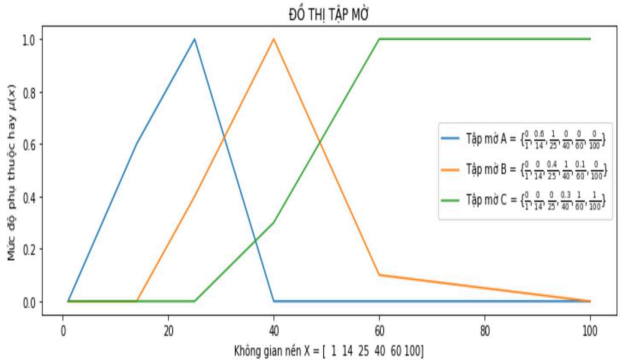 ĐỒ THỊ TẬP MỜ
Mức độ phụ thuộc hay μ(x)
1.0
0.8
0.6
0.4
0.2
0.0
Tập mờ A = {0/1, 0.6/14, 1/25, 0/40, 0/60, 0/100}
Tập mờ B = {0/1, 0/14, 0.4/25, 1/40, 0.1/60, 0/100}
Tập mờ C = {0/1, 0/14, 0/25, 0.3/40, 1/60, 1/100}
0 20 40 60 80 100
Không gian nền X = [ 1 14 25 40 60 100]